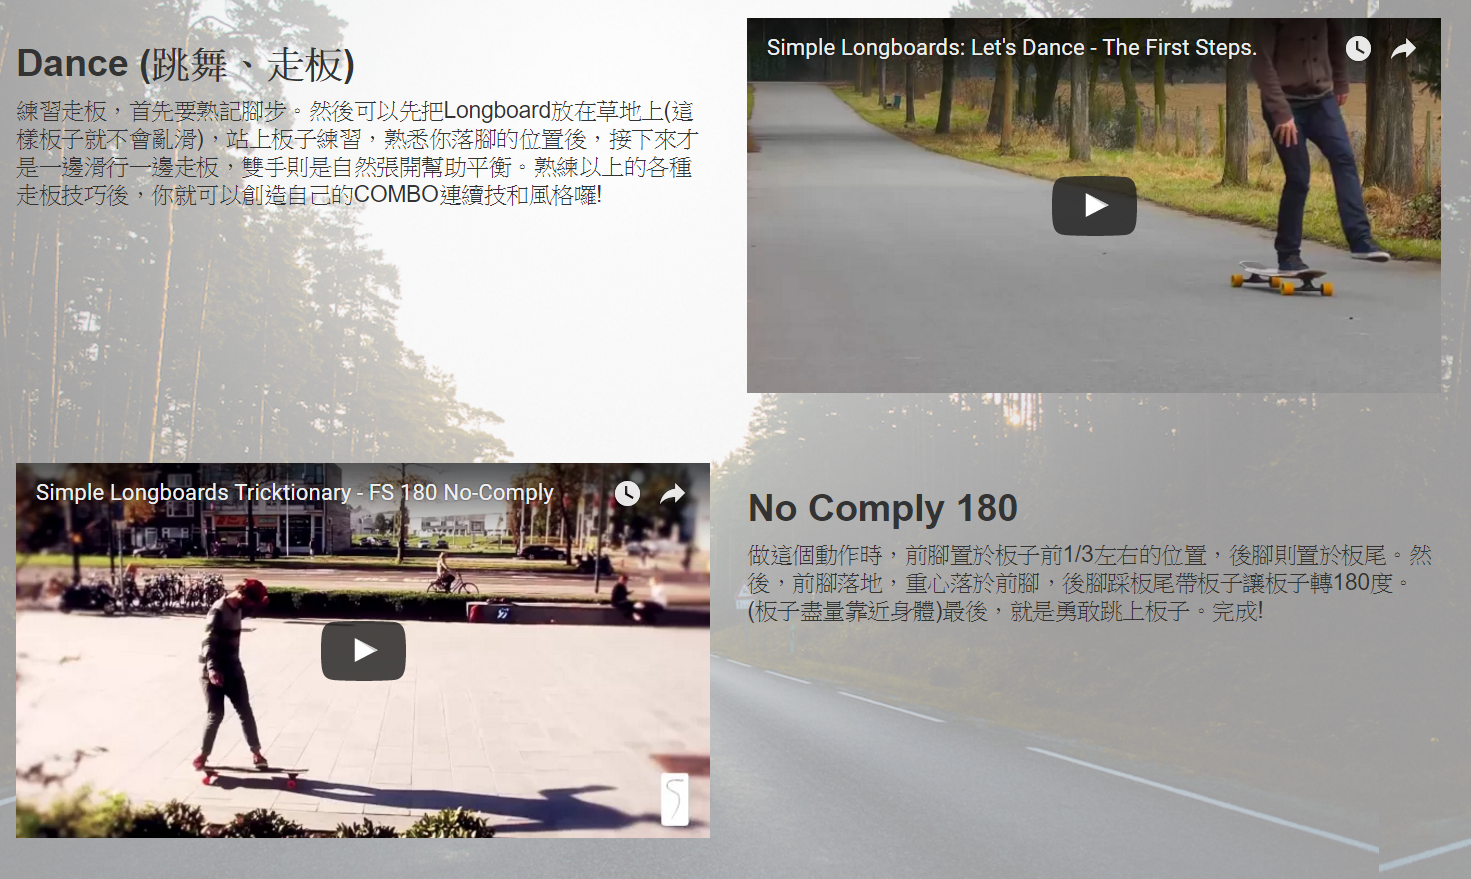 Dance (跳舞、走板)
練習走板，首先要熟記腳步。然後可以先把Longboard放在草地上(這
樣板子就不會亂滑)，站上板子練習，熟悉你落腳的位置後，接下來才
是一邊滑行一邊走板，雙手則是自然張開幫助平衡。熟練以上的各種
走板技巧後，你就可以創造自己的COMBO連續技和風格囉!
Simple Longboards: Let's Dance - The First Steps.
Simple Longboards Tricktionary - FS 180 No-Comply
No Comply 180
做這個動作時，前腳置於板子前1/3左右的位置，後腳則置於板尾。然
後，前腳落地，重心落於前腳，後腳踩板尾帶板子讓板子轉180度。
(板子盡量靠近身體)最後，就是勇敢跳上板子。完成!